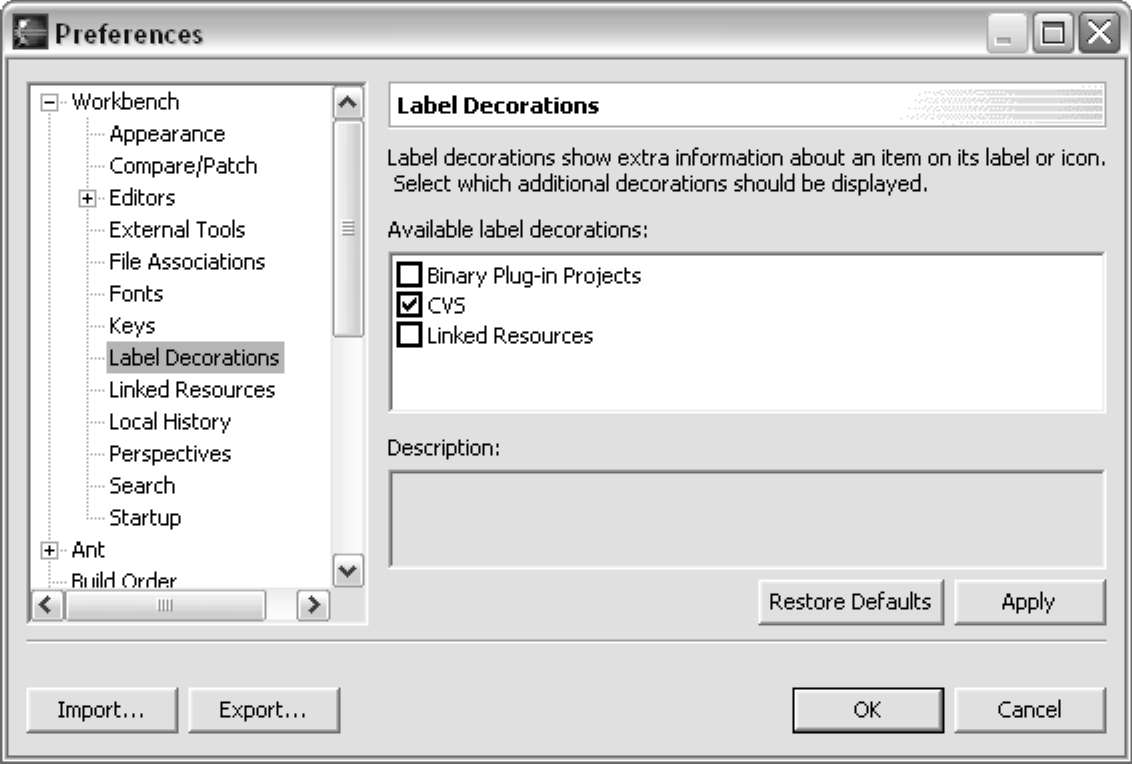 Preferences
Workbench
Appearance
Compare/Patch
Editors
External Tools
File Associations
Fonts
Keys
Label Decorations
Linked Resources
Local History
Perspectives
Search
Startup
Ant
Build Order
Label Decorations
Label decorations show extra information about an item on its label or icon.
Select which additional decorations should be displayed.
Available label decorations:
Binary Plug-in Projects
CVS
Linked Resources
Description:
Restore Defaults
Apply
Import...
Export...
OK
Cancel